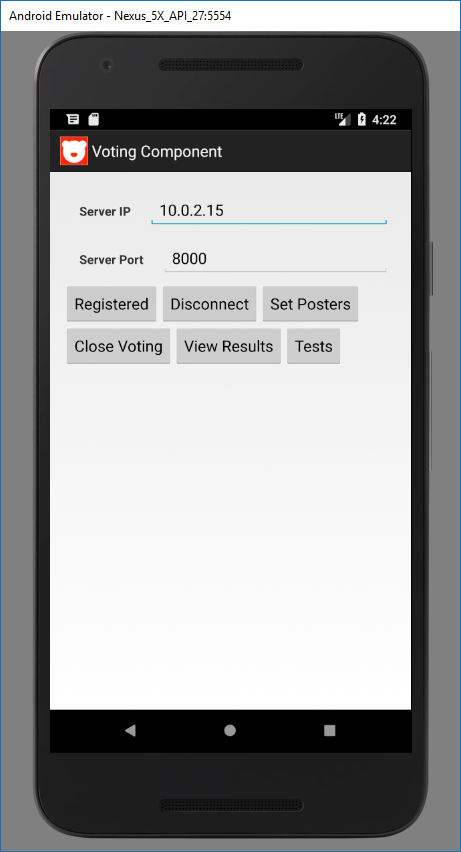 Android Emulator - Nexus_5X_API_27:5554
LTE 4:22
Voting Component
Server IP 10.0.2.15
Server Port 8000
Registered Disconnect Set Posters
Close Voting View Results Tests